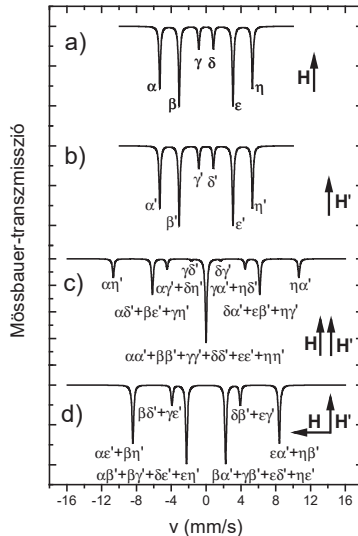 Mössbauer-transzmisszió
a)
α
β
γ δ
ε
η
H
b)
α'
β'
γ' δ'
ε'
η'
H'
c)
αη'
γδ' δγ'
αγ'+δη' γα'+ηδ'
ηα'
αδ'+βε'+γη' δα'+εβ'+ηγ'
αα'+ββ'+γγ'+δδ'+εε'+ηη'
H H'
d)
βδ'+γε' δβ'+εγ'
H H'
αε'+βη' εα'+ηβ'
αβ'+βγ'+δε'+εη' βα'+γβ'+εδ'+ηε'
-16 -12 -8 -4 0 4 8 12 16
v (mm/s)